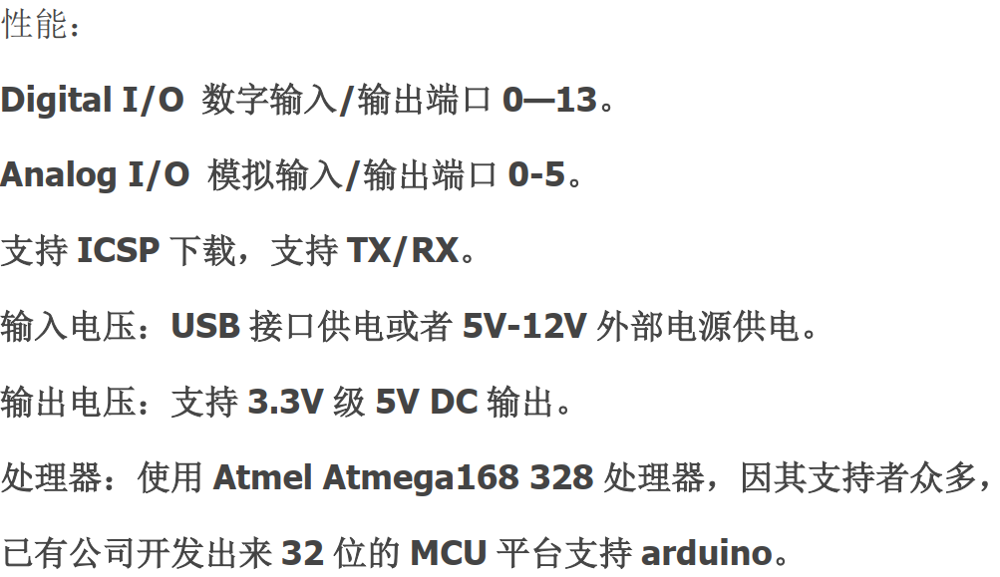 性能：
Digital I/O 数字输入/输出端口 0—13。
Analog I/O 模拟输入/输出端口 0-5。
支持 ICSP 下载，支持 TX/RX。
输入电压：USB 接口供电或者 5V-12V 外部电源供电。
输出电压：支持 3.3V 级 5V DC 输出。
处理器：使用 Atmel Atmega168 328 处理器，因其支持者众多，
已有公司开发出来 32 位的 MCU 平台支持 arduino。